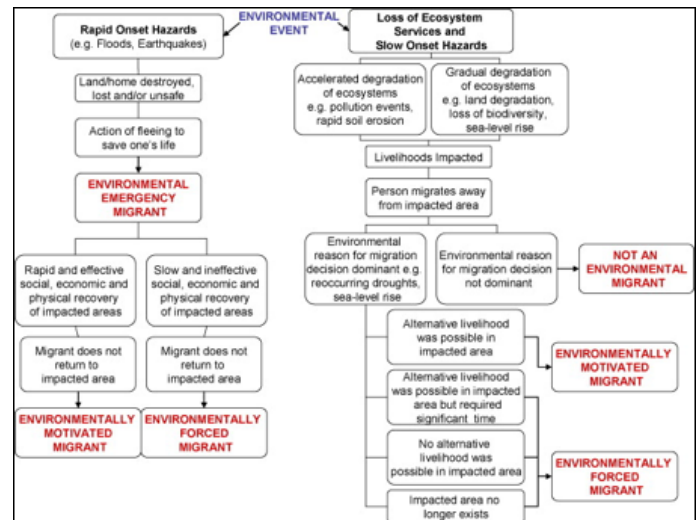 ENVIRONMENTAL
EVENT
Rapid Onset Hazards
(e.g. Floods, Earthquakes)
Land/home destroyed,
lost and/or unsafe
Action of fleeing to
save one's life
ENVIRONMENTAL
EMERGENCY
MIGRANT
Rapid and effective
social, economic and
physical recovery
of impacted areas
Migrant does not
return to
impacted area
ENVIRONMENTALLY
MOTIVATED
MIGRANT
Slow and ineffective
social, economic and
physical recovery
of impacted areas
Migrant does not
return to
impacted area
ENVIRONMENTALLY
FORCED
MIGRANT
Loss of Ecosystem
Services and
Slow Onset Hazards
Accelerated degradation
of ecosystems
e.g. pollution events,
rapid soil erosion
Gradual degradation
of ecosystems
e.g. land degradation,
loss of biodiversity,
sea-level rise
Livelihoods Impacted
Person migrates away
from impacted area
Environmental
reason for migration
decision dominant e.g.
reoccurring droughts,
sea-level rise
Environmental reason
for migration decision
not dominant
NOT AN
ENVIRONMENTAL
MIGRANT
Alternative livelihood
was possible in
impacted area
ENVIRONMENTALLY
MOTIVATED
MIGRANT
Alternative livelihood
was possible in impacted
area but required
significant time
No alternative
livelihood was
possible in impacted area
Impacted area no
longer exists
ENVIRONMENTALLY
FORCED
MIGRANT